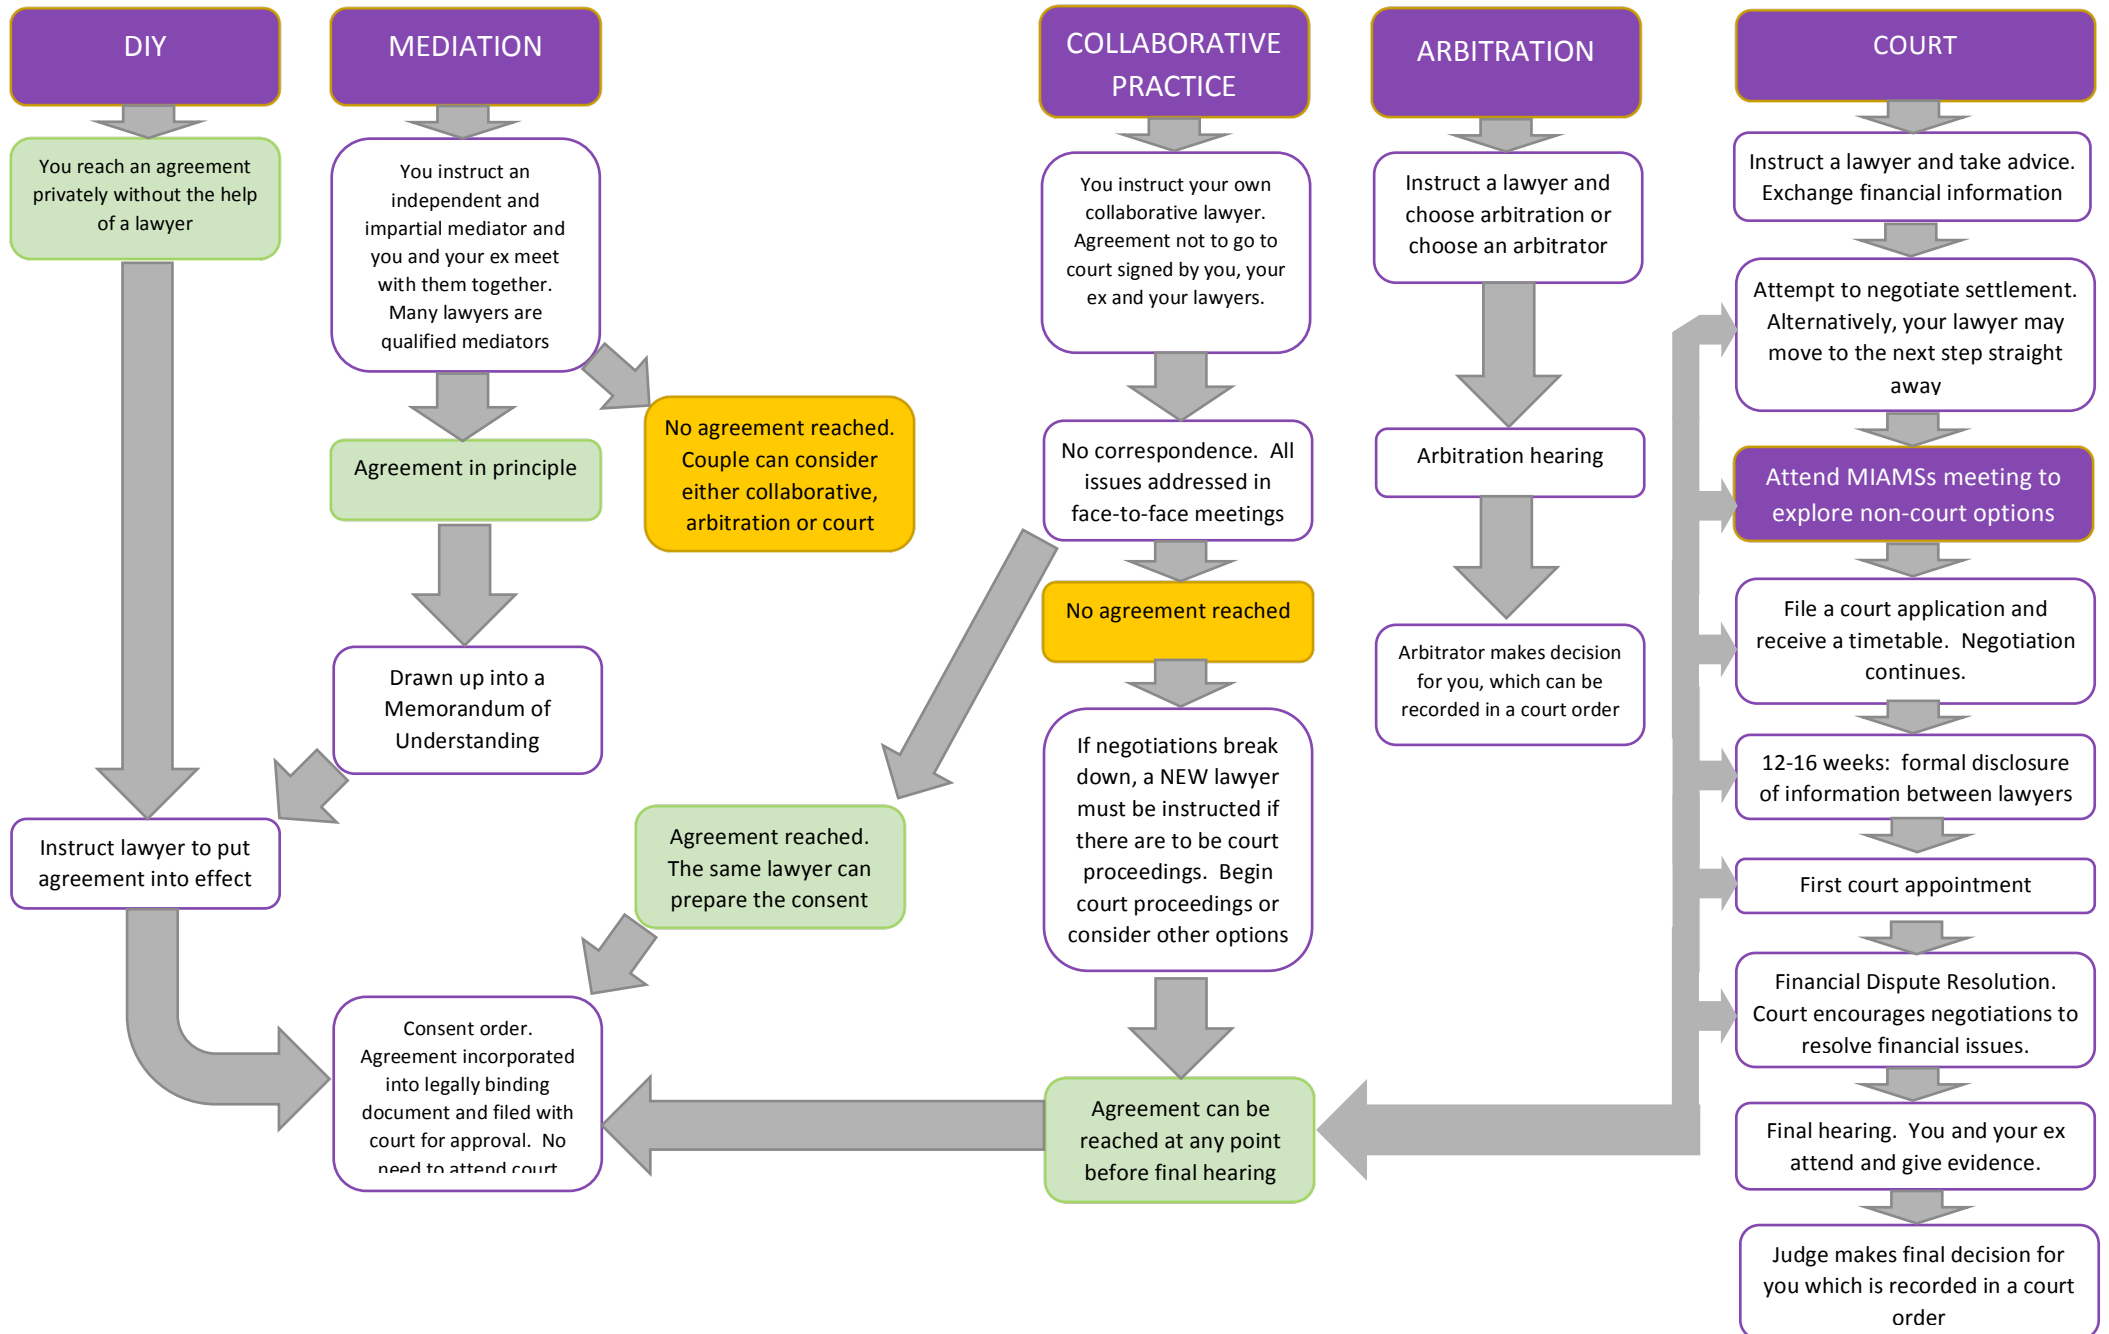 DIY
You reach an agreement
privately without the help
of a lawyer
Instruct lawyer to put
agreement into effect
MEDIATION
You instruct an
independent and
impartial mediator and
you and your ex meet
with them together.
Many lawyers are
qualified mediators
Agreement in principle
Drawn up into a
Memorandum of
Understanding
Consent order.
Agreement incorporated
into legally binding
document and filed with
court for approval.  No
need to attend court
No agreement reached.
Couple can consider
either collaborative,
arbitration or court
Agreement reached.
The same lawyer can
prepare the consent
COLLABORATIVE
PRACTICE
You instruct your own
collaborative lawyer.
Agreement not to go to
court signed by you, your
ex and your lawyers.
No correspondence.  All
issues addressed in
face-to-face meetings
No agreement reached
If negotiations break
down, a NEW lawyer
must be instructed if
there are to be court
proceedings.  Begin
court proceedings or
consider other options
Agreement can be
reached at any point
before final hearing
ARBITRATION
Instruct a lawyer and
choose arbitration or
choose an arbitrator
Arbitration hearing
Arbitrator makes decision
for you, which can be
recorded in a court order
COURT
Instruct a lawyer and take advice.
Exchange financial information
Attempt to negotiate settlement.
Alternatively, your lawyer may
move to the next step straight
away
Attend MIAMSs meeting to
explore non-court options
File a court application and
receive a timetable.  Negotiation
continues.
12-16 weeks:  formal disclosure
of information between lawyers
First court appointment
Financial Dispute Resolution.
Court encourages negotiations to
resolve financial issues.
Final hearing.  You and your ex
attend and give evidence.
Judge makes final decision for
you which is recorded in a court
order